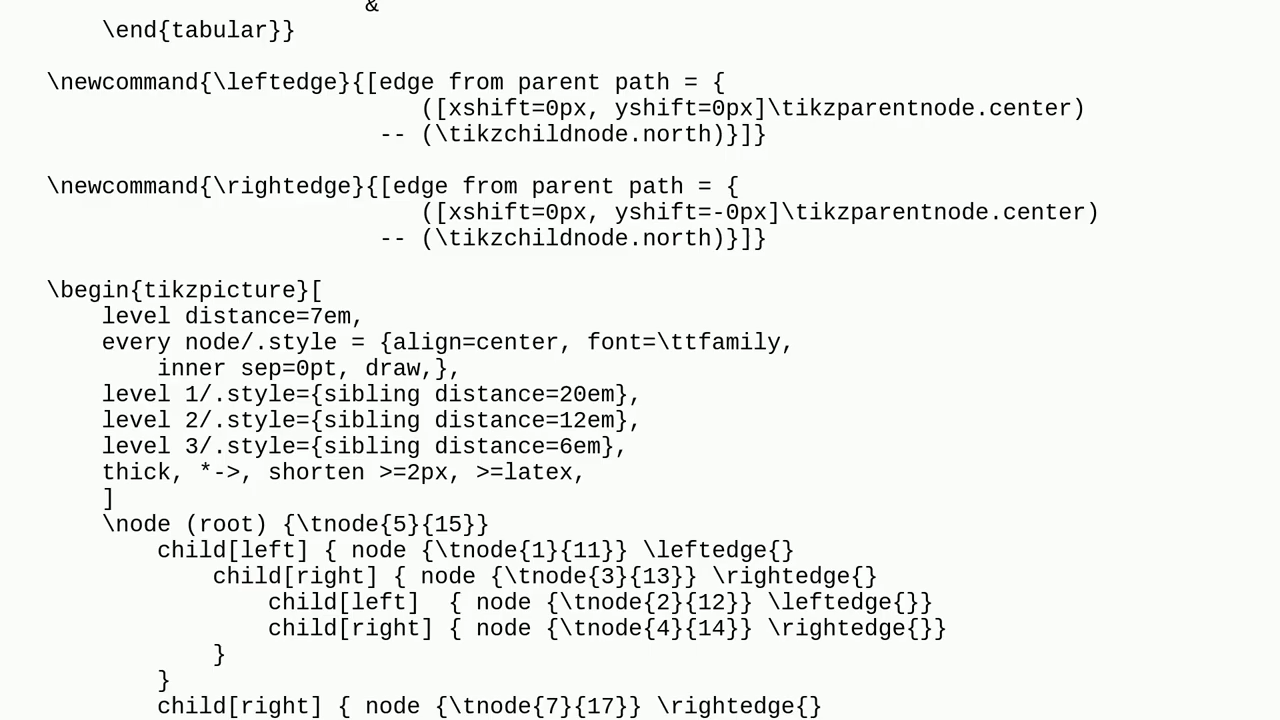 &
\end{tabular}}
\newcommand{\leftedge}{[edge from parent path = {
([xshift=0px, yshift=0px]\tikzparentnode.center)
-- (\tikzchildnode.north)}]}
\newcommand{\rightedge}{[edge from parent path = {
([xshift=0px, yshift=-0px]\tikzparentnode.center)
-- (\tikzchildnode.north)}]}
\begin{tikzpicture}[
level distance=7em,
every node/.style = {align=center, font=\ttfamily,
inner sep=0pt, draw,},
level 1/.style={sibling distance=20em},
level 2/.style={sibling distance=12em},
level 3/.style={sibling distance=6em},
thick, *->, shorten >=2px, >=latex,
]
\node (root) {\tnode{5}{15}}
child[left] { node {\tnode{1}{11}} \leftedge{}
child[right] { node {\tnode{3}{13}} \rightedge{}
child[left]  { node {\tnode{2}{12}} \leftedge{}}
child[right] { node {\tnode{4}{14}} \rightedge{}}
}
}
child[right] { node {\tnode{7}{17}} \rightedge{}